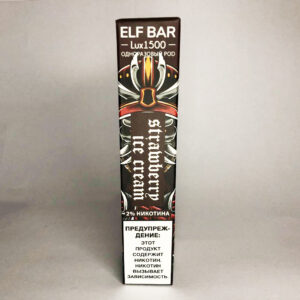 ELF BAR
Lux1500
ОДНОРАЗОВЫЙ POD
strawberry
ice cream
2% НИКОТИНА
ПРЕДУПРЕЖ-
ДЕНИЕ:
ЭТОТ
ПРОДУКТ
СОДЕРЖИТ
НИКОТИН.
НИКОТИН
ВЫЗЫВАЕТ
ЗАВИСИМОСТЬ.